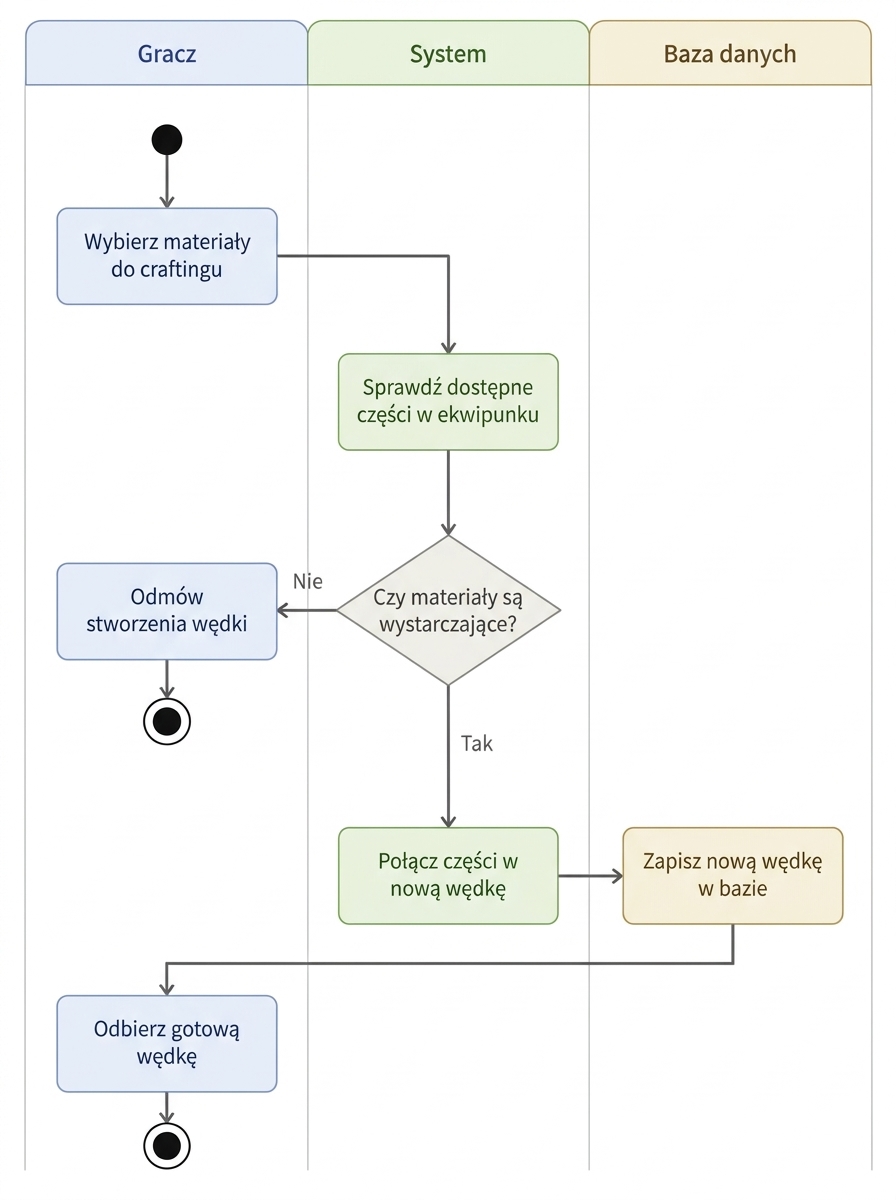 Gracz
System
Baza danych
Wybierz materiały
do craftingu
Sprawdź dostępne
części w ekwipunku
Czy materiały są
wystarczające?
Nie
Odmów
stworzenia wędki
Tak
Połącz części w
nową wędkę
Zapisz nową wędkę
w bazie
Odbierz gotową
wędkę